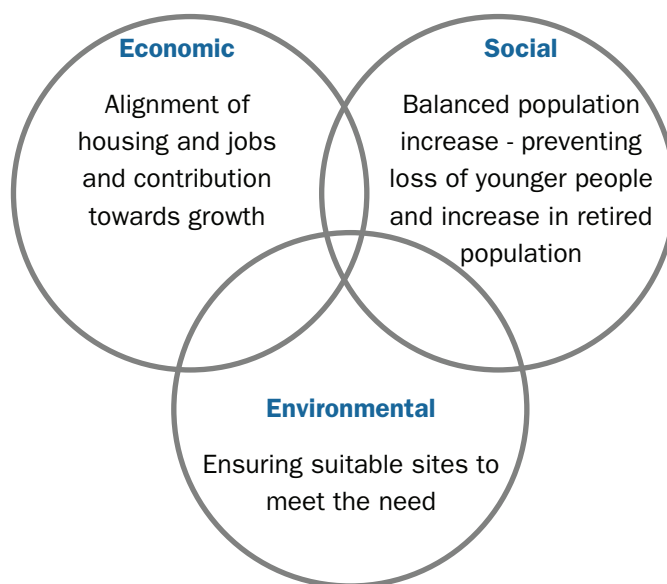 Economic
Alignment of
housing and jobs
and contribution
towards growth
Social
Balanced population
increase - preventing
loss of younger people
and increase in retired
population
Environmental
Ensuring suitable sites to
meet the need